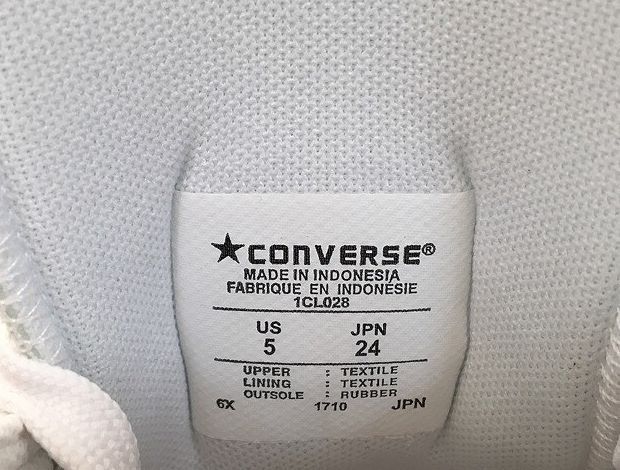 ★CONVERSE®
MADE IN INDONESIA
FABRIQUE EN INDONÉSIE
1CL028
US JPN
5 24
UPPER : TEXTILE
LINING : TEXTILE
OUTSOLE : RUBBER
6X 1710 JPN